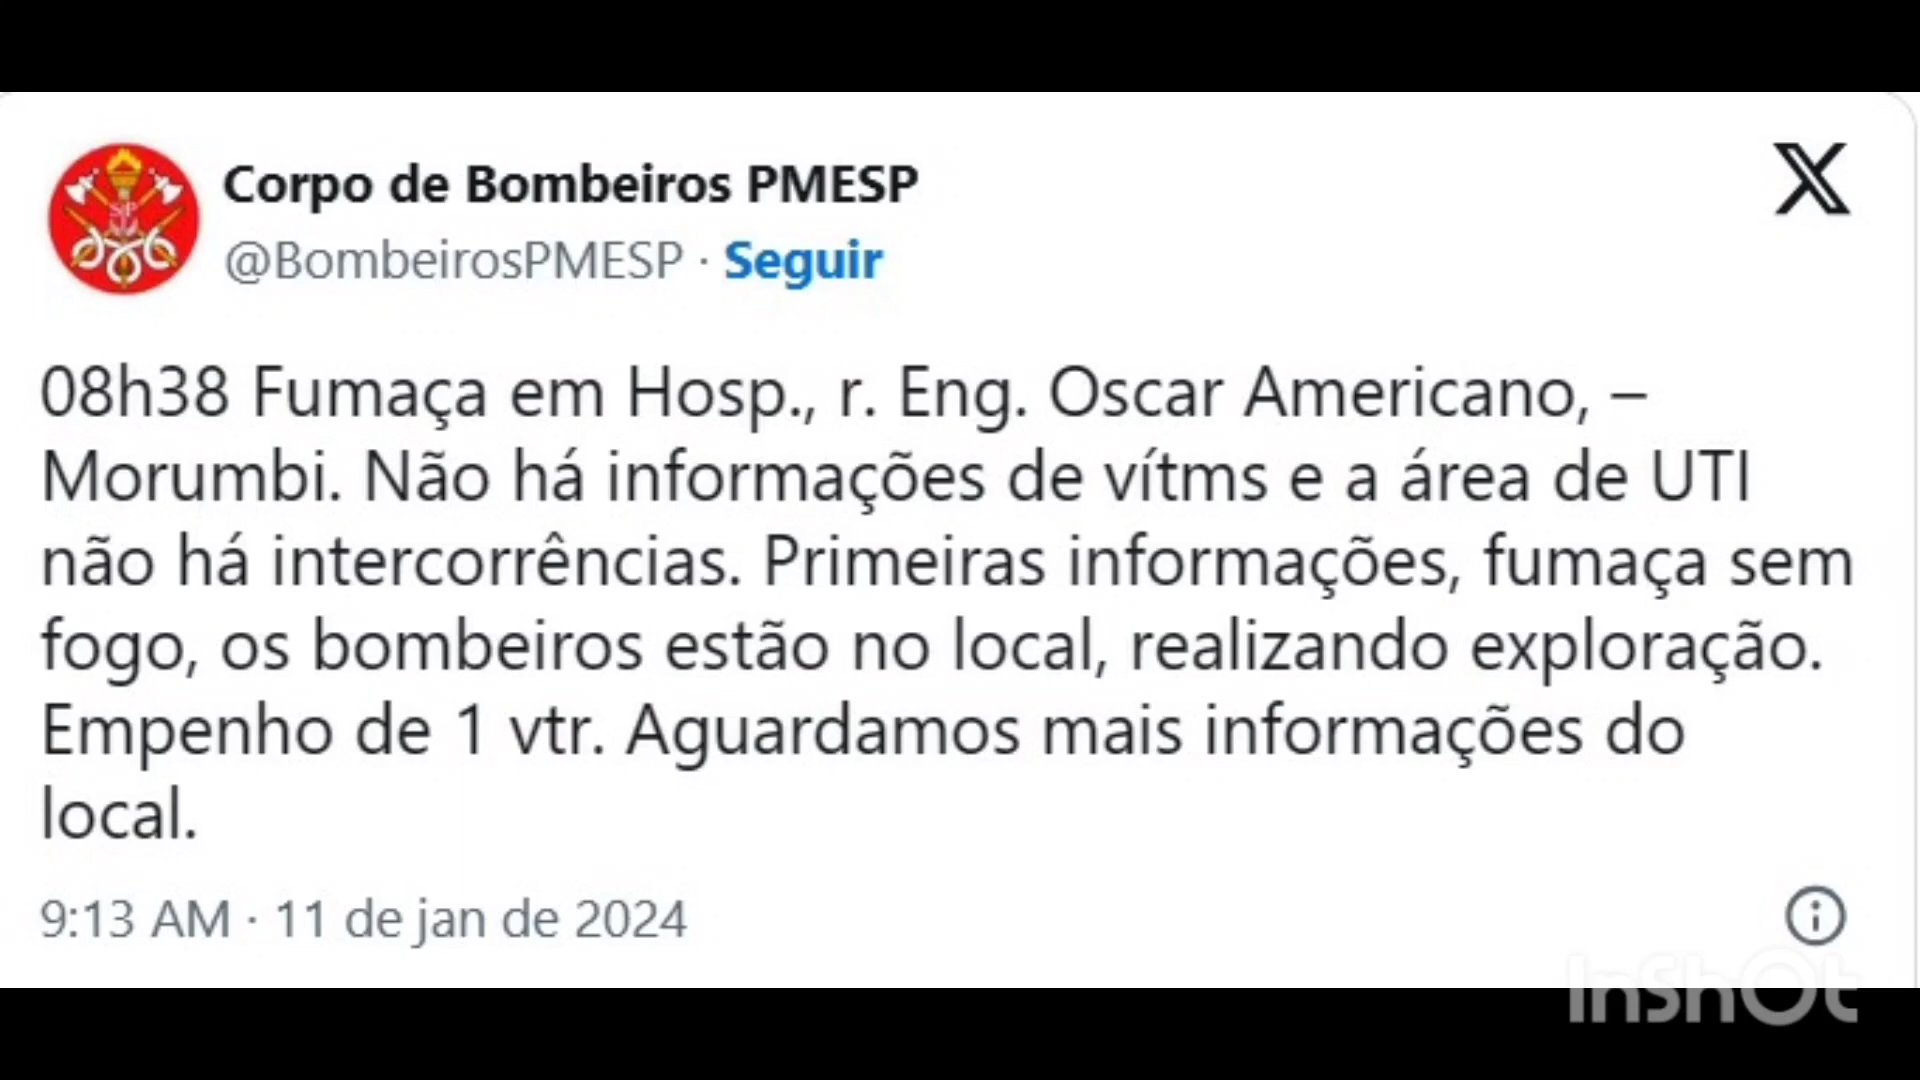 Corpo de Bombeiros PMESP
@BombeirosPMESP · Seguir
08h38 Fumaça em Hosp., r. Eng. Oscar Americano, –
Morumbi. Não há informações de vítms e a área de UTI
não há intercorrências. Primeiras informações, fumaça sem
fogo, os bombeiros estão no local, realizando exploração.
Empenho de 1 vtr. Aguardamos mais informações do
local.
9:13 AM · 11 de jan de 2024
InShOt